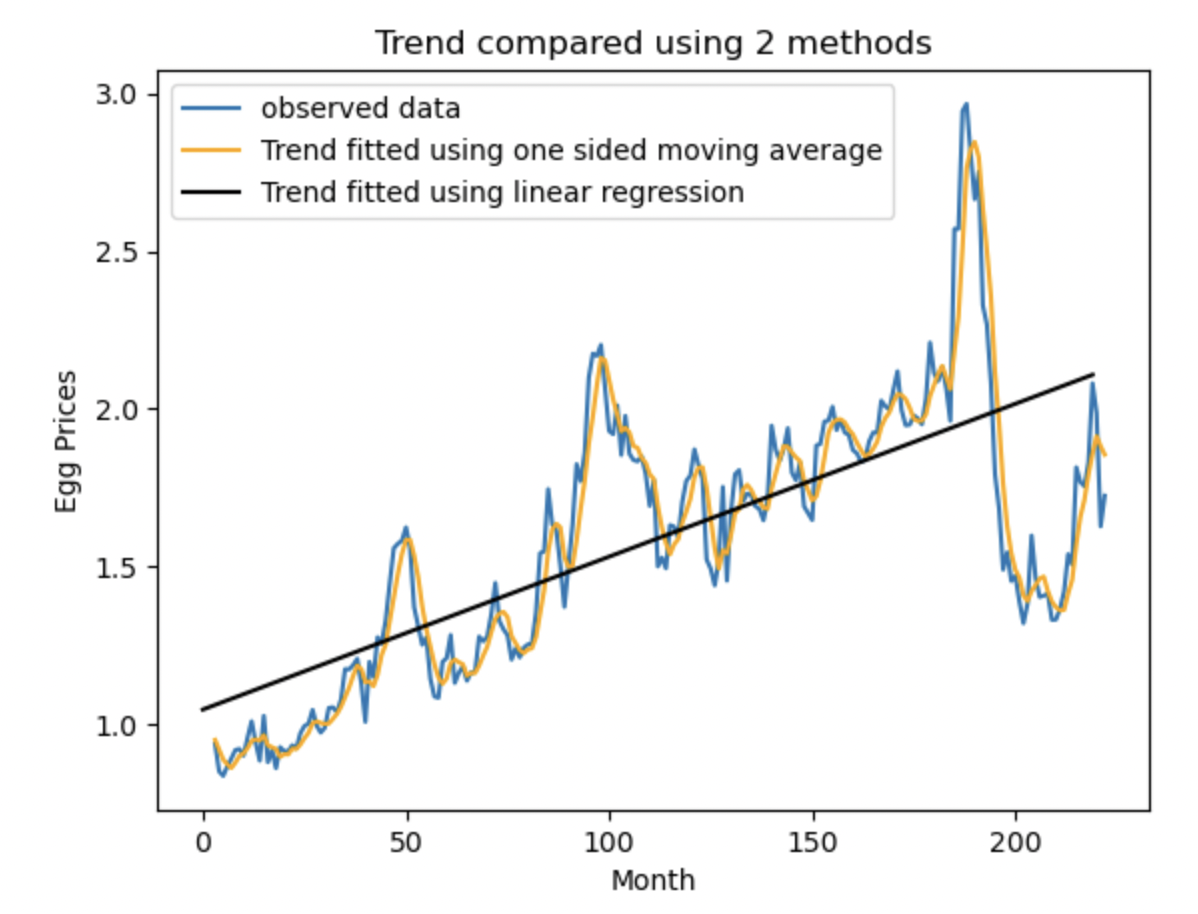 Trend compared using 2 methods
observed data
Trend fitted using one sided moving average
Trend fitted using linear regression
3.0
2.5
2.0
1.5
1.0
Egg Prices
0 50 100 150 200
Month